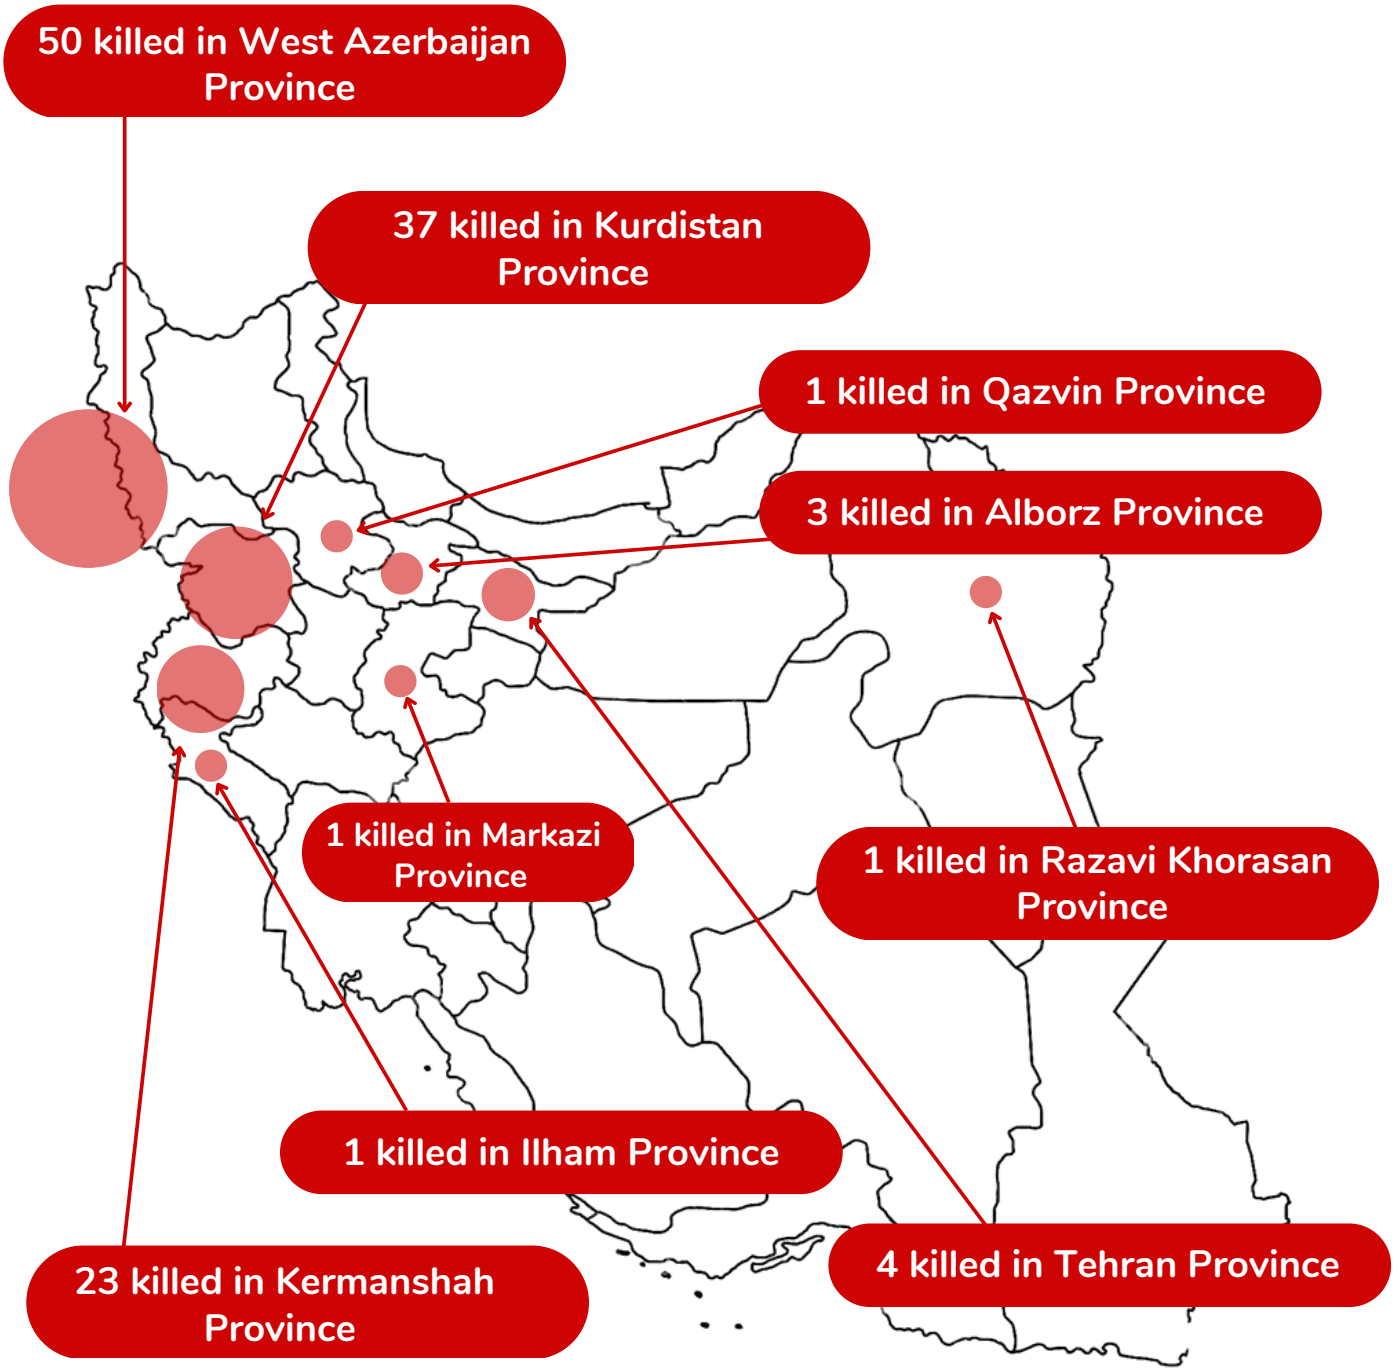 50 killed in West Azerbaijan
Province
37 killed in Kurdistan
Province
1 killed in Qazvin Province
3 killed in Alborz Province
1 killed in Markazi
Province
1 killed in Razavi Khorasan
Province
1 killed in Ilham Province
4 killed in Tehran Province
23 killed in Kermanshah
Province